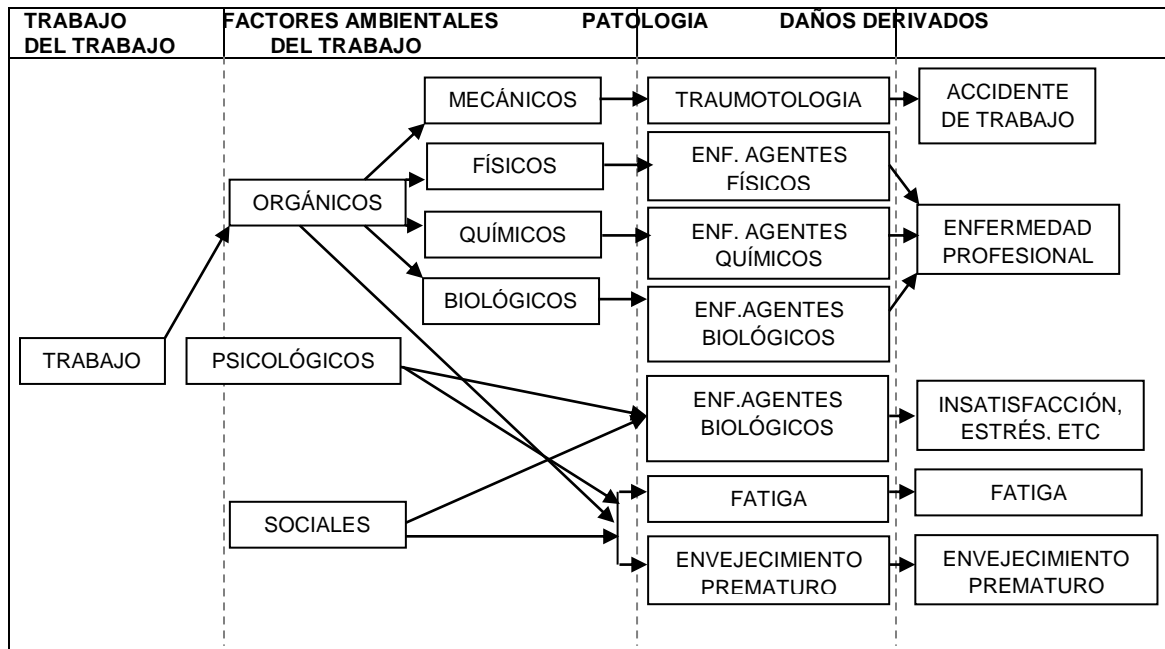 TRABAJO FACTORES AMBIENTALES PATOLOGIA DAÑOS DERIVADOS
DEL TRABAJO DEL TRABAJO
MECÁNICOS
TRAUMOTOLOGIA
ACCIDENTE
DE TRABAJO
FÍSICOS
ENF. AGENTES
FÍSICOS
ORGÁNICOS
QUÍMICOS
ENF. AGENTES
QUÍMICOS
ENFERMEDAD
PROFESIONAL
BIOLÓGICOS
ENF.AGENTES
BIOLÓGICOS
TRABAJO
PSICOLÓGICOS
ENF.AGENTES
BIOLÓGICOS
INSATISFACCIÓN,
ESTRÉS, ETC
SOCIALES
FATIGA
FATIGA
ENVEJECIMIENTO
PREMATURO
ENVEJECIMIENTO
PREMATURO